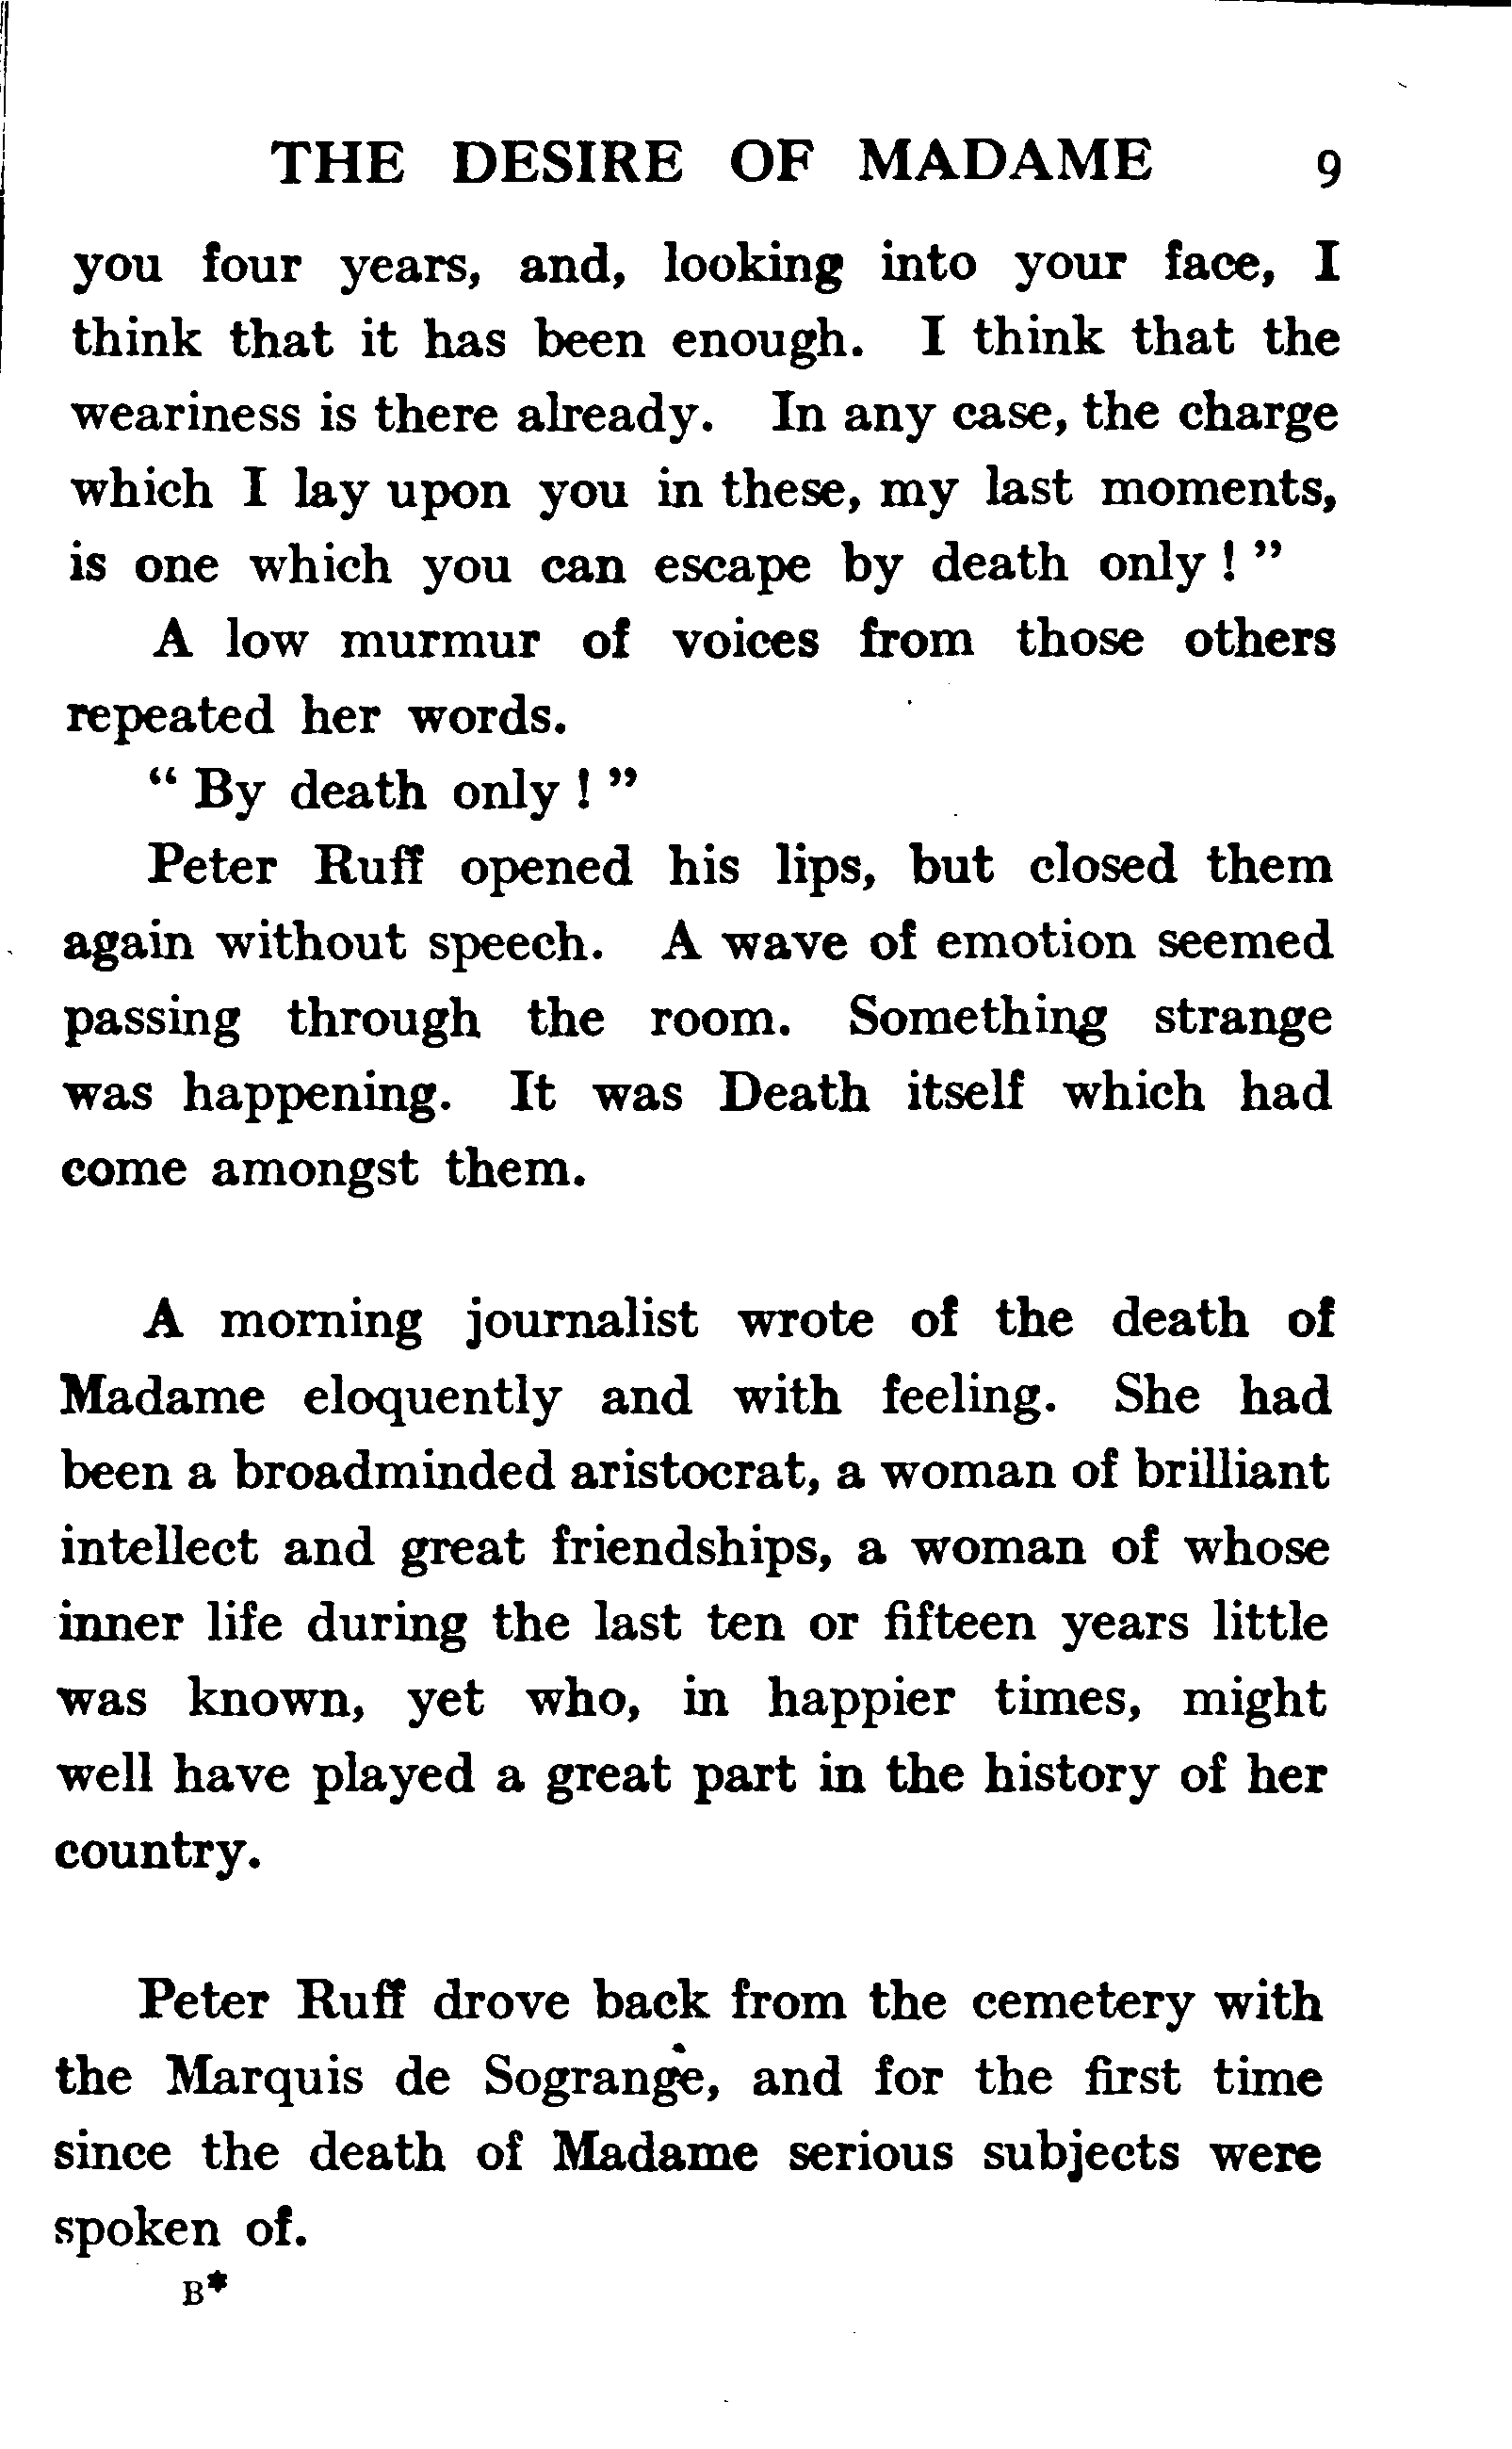 THE DESIRE OF MADAME 9
you four years, and, looking into your face, I
think that it has been enough. I think that the
weariness is there already. In any case, the charge
which I lay upon you in these, my last moments,
is one which you can escape by death only ! ”
A low murmur of voices from those others
repeated her words.
“ By death only ! ”
Peter Ruff opened his lips, but closed them
again without speech. A wave of emotion seemed
passing through the room. Something strange
was happening. It was Death itself which had
come amongst them.
A morning journalist wrote of the death of
Madame eloquently and with feeling. She had
been a broadminded aristocrat, a woman of brilliant
intellect and great friendships, a woman of whose
inner life during the last ten or fifteen years little
was known, yet who, in happier times, might
well have played a great part in the history of her
country.
Peter Ruff drove back from the cemetery with
the Marquis de Sogrange, and for the first time
since the death of Madame serious subjects were
spoken of.
B*